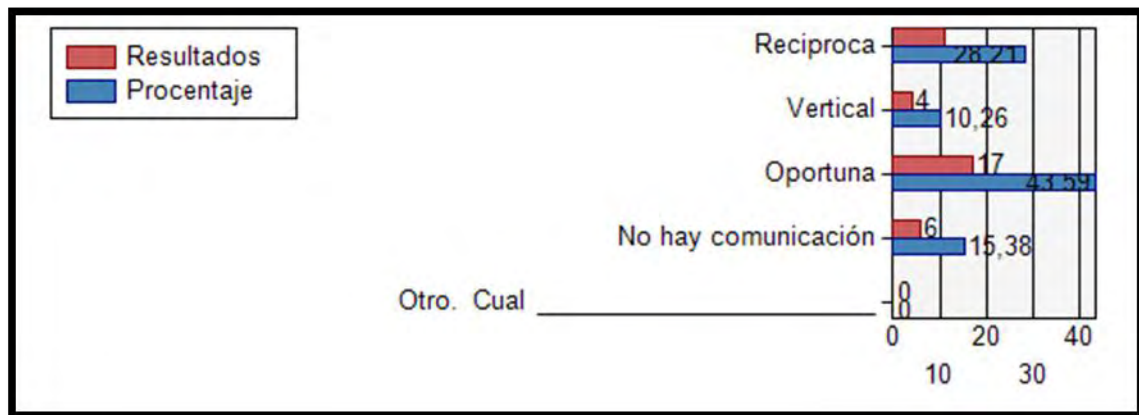 Resultados
Procentaje
Reciproca
28,21
Vertical
4
10,26
Oportuna
17
43,59
No hay comunicación
6
15,38
Otro. Cual
0
0
0 20 40
10 30